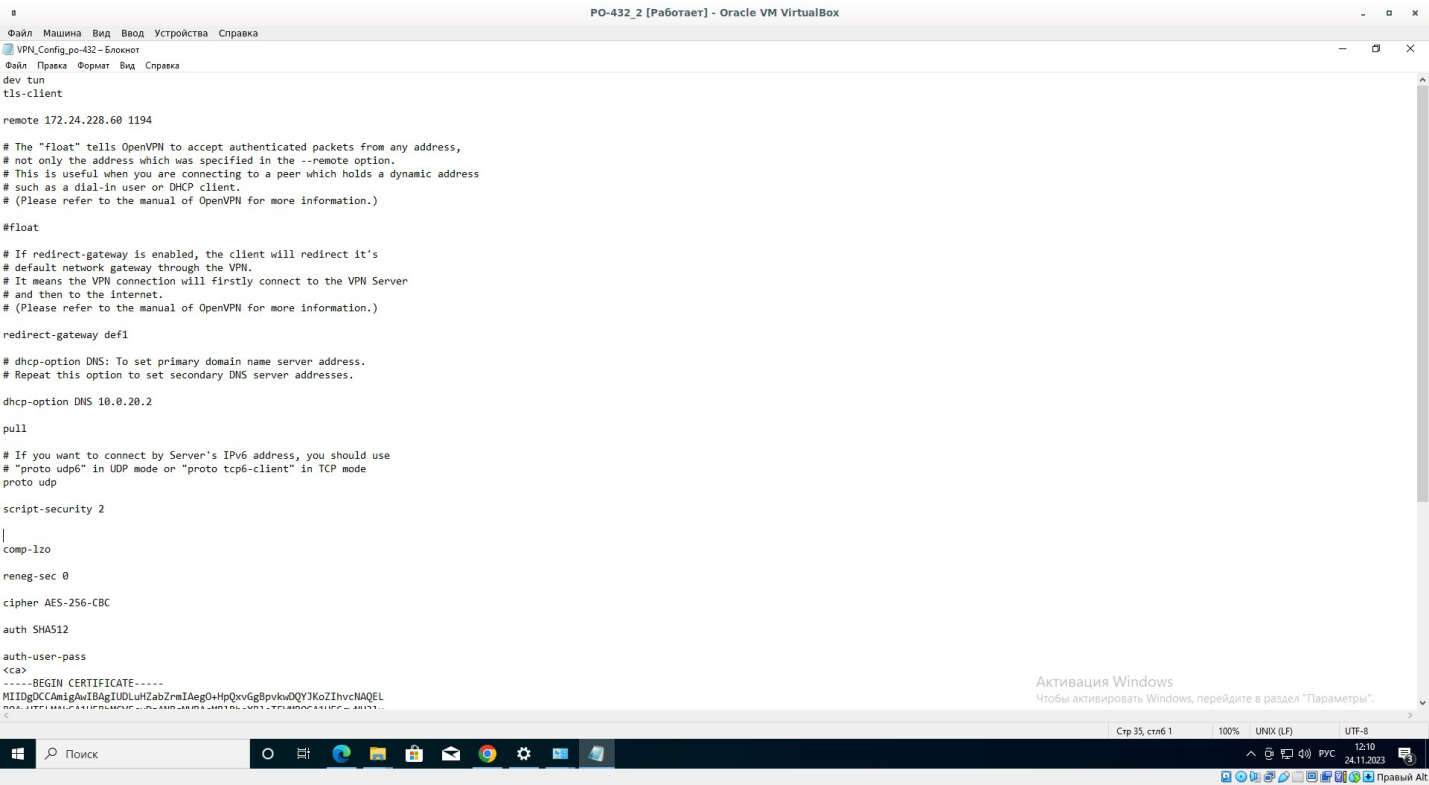 PO-432_2 [Работает] - Oracle VM VirtualBox
Файл Машина Вид Ввод Устройства Справка
VPN_Config_po-432 – Блокнот
Файл Правка Формат Вид Справка
dev tun
tls-client
remote 172.24.228.60 1194
# The "float" tells OpenVPN to accept authenticated packets from any address,
# not only the address which was specified in the --remote option.
# This is useful when you are connecting to a peer which holds a dynamic address
# such as a dial-in user or DHCP client.
# (Please refer to the manual of OpenVPN for more information.)
#float
# If redirect-gateway is enabled, the client will redirect it's
# default network gateway through the VPN.
# It means the VPN connection will firstly connect to the VPN Server
# and then to the internet.
# (Please refer to the manual of OpenVPN for more information.)
redirect-gateway def1
# dhcp-option DNS: To set primary domain name server address.
# Repeat this option to set secondary DNS server addresses.
dhcp-option DNS 10.0.20.2
pull
# If you want to connect by Server's IPv6 address, you should use
# "proto udp6" in UDP mode or "proto tcp6-client" in TCP mode
proto udp
script-security 2
comp-lzo
reneg-sec 0
cipher AES-256-CBC
auth SHA512
auth-user-pass
<ca>
-----BEGIN CERTIFICATE-----
MIIDgDCCAmigAwIBAgIUDLuHZabZrmIAegO+HpQxvGgBpvkwDQYJKoZIhvcNAQEL
Активация Windows
Чтобы активировать Windows, перейдите в раздел "Параметры".
Стр 35, стлб 1
100%
UNIX (LF)
UTF-8
Поиск
РУС
12:10
24.11.2023
3
Правый Alt